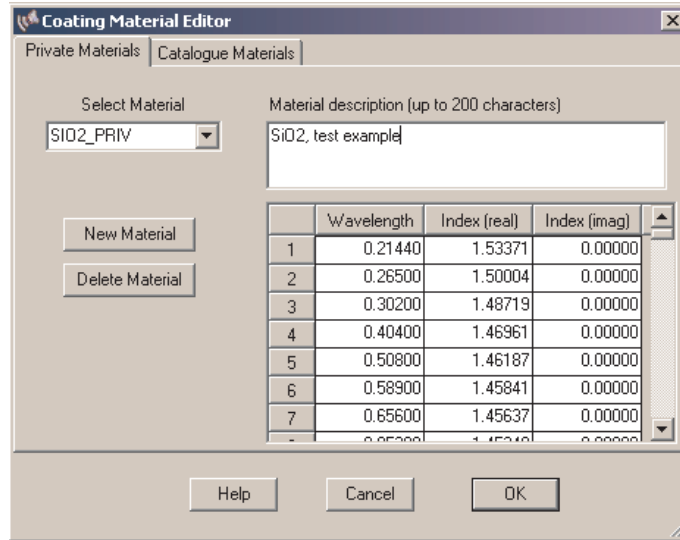 Coating Material Editor
Private Materials Catalogue Materials
Select Material Material description (up to 200 characters)
SIO2_PRIV SiO2, test example
New Material
Delete Material
Wavelength Index (real) Index (imag)
1 0.21440 1.53371 0.00000
2 0.26500 1.50004 0.00000
3 0.30200 1.48719 0.00000
4 0.40400 1.46961 0.00000
5 0.50800 1.46187 0.00000
6 0.58900 1.45841 0.00000
7 0.65600 1.45637 0.00000
Help Cancel OK